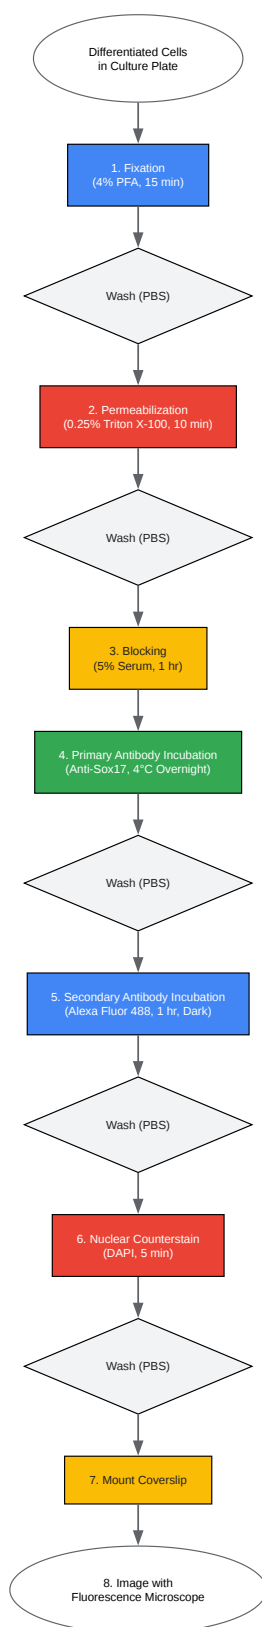 Differentiated Cells
in Culture Plate
1. Fixation
(4% PFA, 15 min)
Wash (PBS)
2. Permeabilization
(0.25% Triton X-100, 10 min)
Wash (PBS)
3. Blocking
(5% Serum, 1 hr)
4. Primary Antibody Incubation
(Anti-Sox17, 4°C Overnight)
Wash (PBS)
5. Secondary Antibody Incubation
(Alexa Fluor 488, 1 hr, Dark)
Wash (PBS)
6. Nuclear Counterstain
(DAPI, 5 min)
Wash (PBS)
7. Mount Coverslip
8. Image with
Fluorescence Microscope